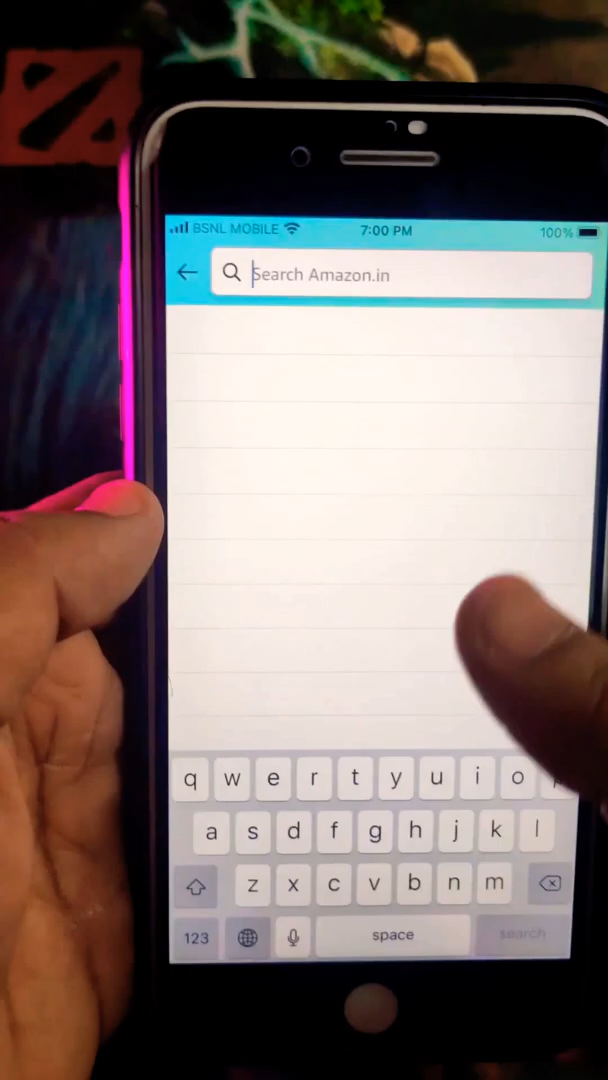 BSNL MOBILE 7:00 PM 100%
Search Amazon.in
q w e r t y u i o
a s d f g h j k l
z x c v b n m
123 space search